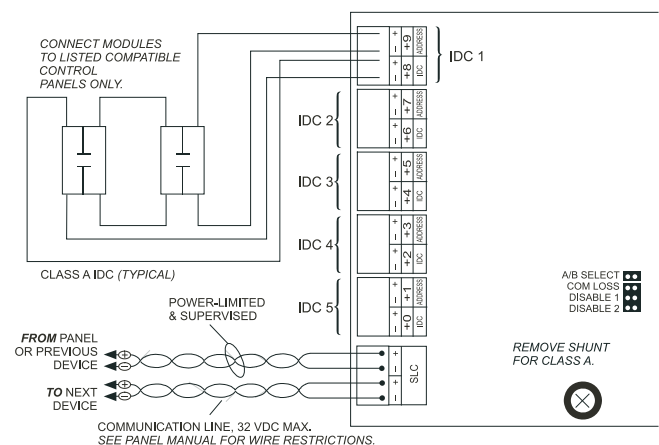 CONNECT MODULES
TO LISTED COMPATIBLE
CONTROL
PANELS ONLY.
+ +9 ADDRESS
-
+ +8 IDC
-
IDC 1
IDC 2
+ +7 ADDRESS
-
+ +6 IDC
-
IDC 3
+ +5 ADDRESS
-
+ +4 IDC
-
IDC 4
+ +3 ADDRESS
-
+ +2 IDC
-
CLASS A IDC (TYPICAL)
IDC 5
+ +1 ADDRESS
-
+ +0 IDC
-
A/B SELECT
COM LOSS
DISABLE 1
DISABLE 2
POWER-LIMITED
& SUPERVISED
FROM PANEL
OR PREVIOUS
DEVICE
+
-
TO NEXT
DEVICE
+
-
+
-
+
-
SLC
REMOVE SHUNT
FOR CLASS A.
COMMUNICATION LINE, 32 VDC MAX.
SEE PANEL MANUAL FOR WIRE RESTRICTIONS.